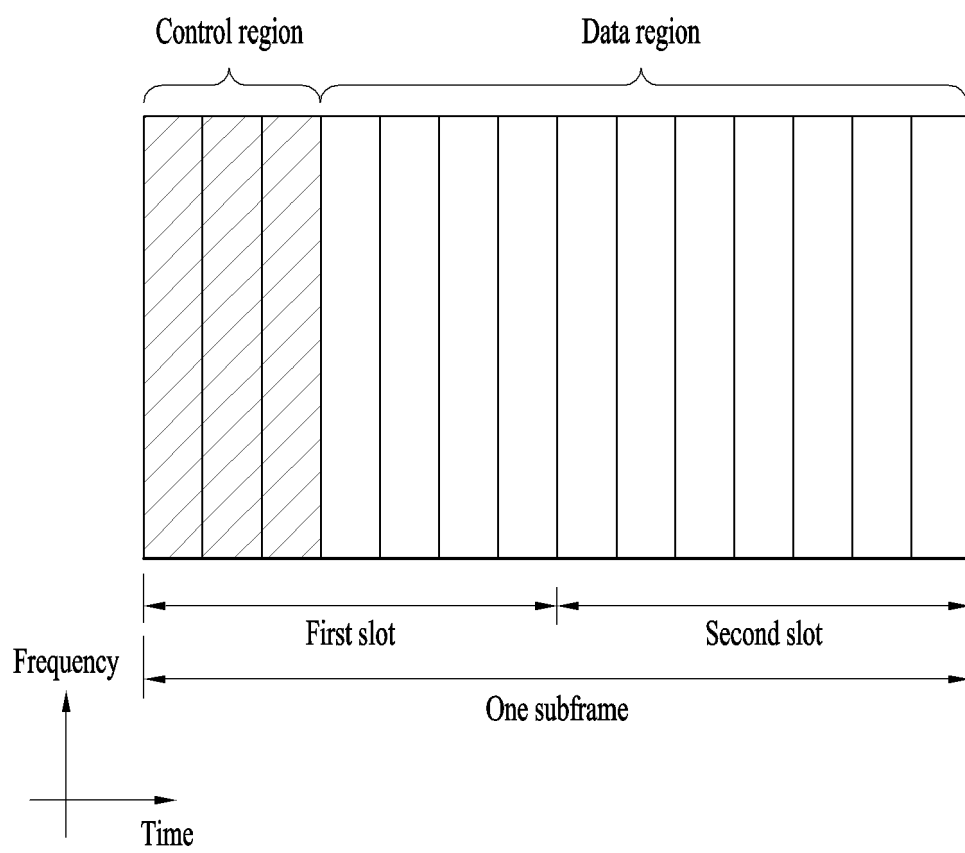 Control region
Data region
First slot
Second slot
Frequency
One subframe
Time